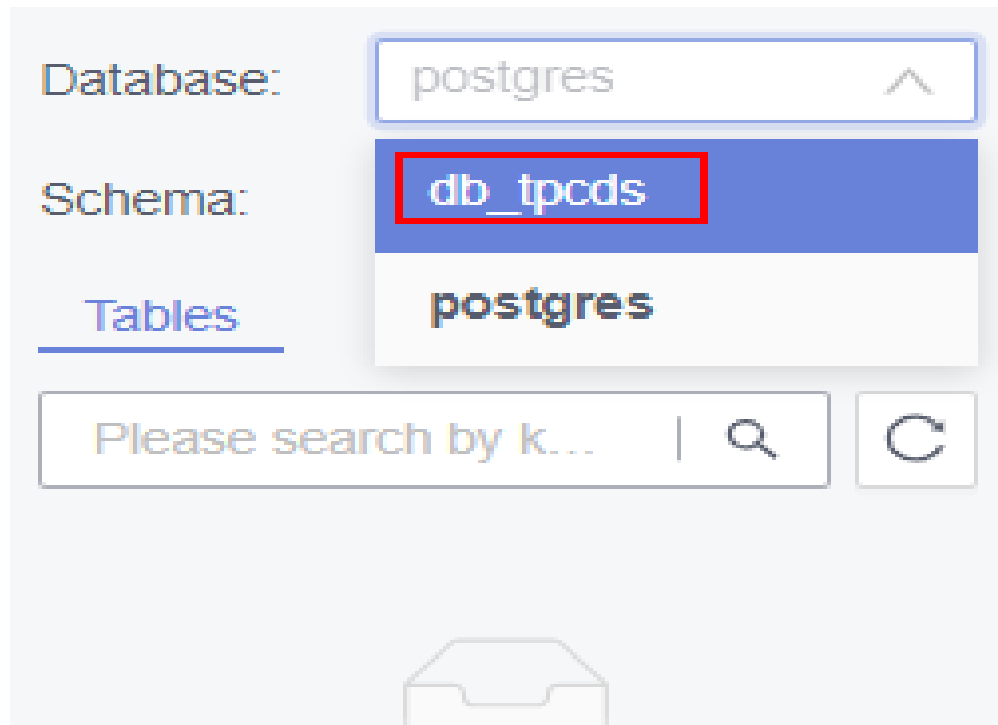 Database: postgres
Schema: db_tpcds
Tables postgres
Please search by k...